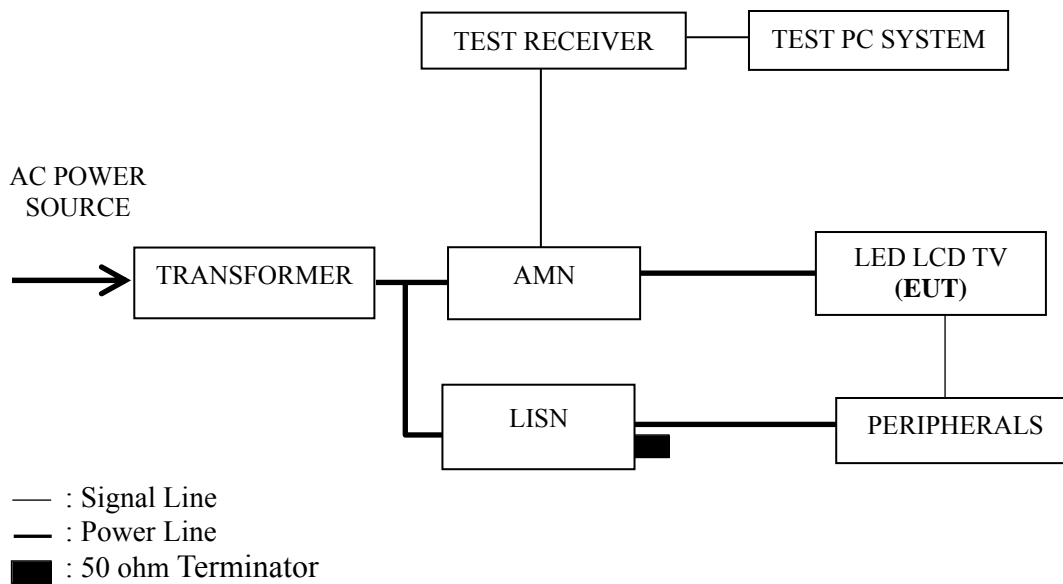 TEST RECEIVER
TEST PC SYSTEM
AC POWER
SOURCE
TRANSFORMER
AMN
LED LCD TV
(EUT)
LISN
PERIPHERALS
: Signal Line
: Power Line
: 50 ohm Terminator